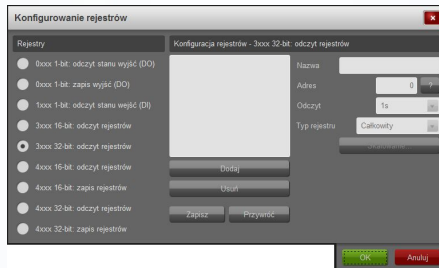 Konfigurowanie rejestrów
Rejestry
0xxx 1-bit: odczyt stanu wyjść (DO)
0xxx 1-bit: zapis wyjść (DO)
1xxx 1-bit: odczyt stanu wejść (DI)
3xxx 16-bit: odczyt rejestrów
3xxx 32-bit: odczyt rejestrów
4xxx 16-bit: odczyt rejestrów
4xxx 16-bit: zapis rejestrów
4xxx 32-bit: odczyt rejestrów
4xxx 32-bit: zapis rejestrów
Konfiguracja rejestrów - 3xxx 32-bit: odczyt rejestrów
Dodaj
Usuń
Zapisz Przywróć
Nazwa
Adres 0 ?
Odczyt 1s
Typ rejestru Całkowity
Skalowanie
OK Anuluj